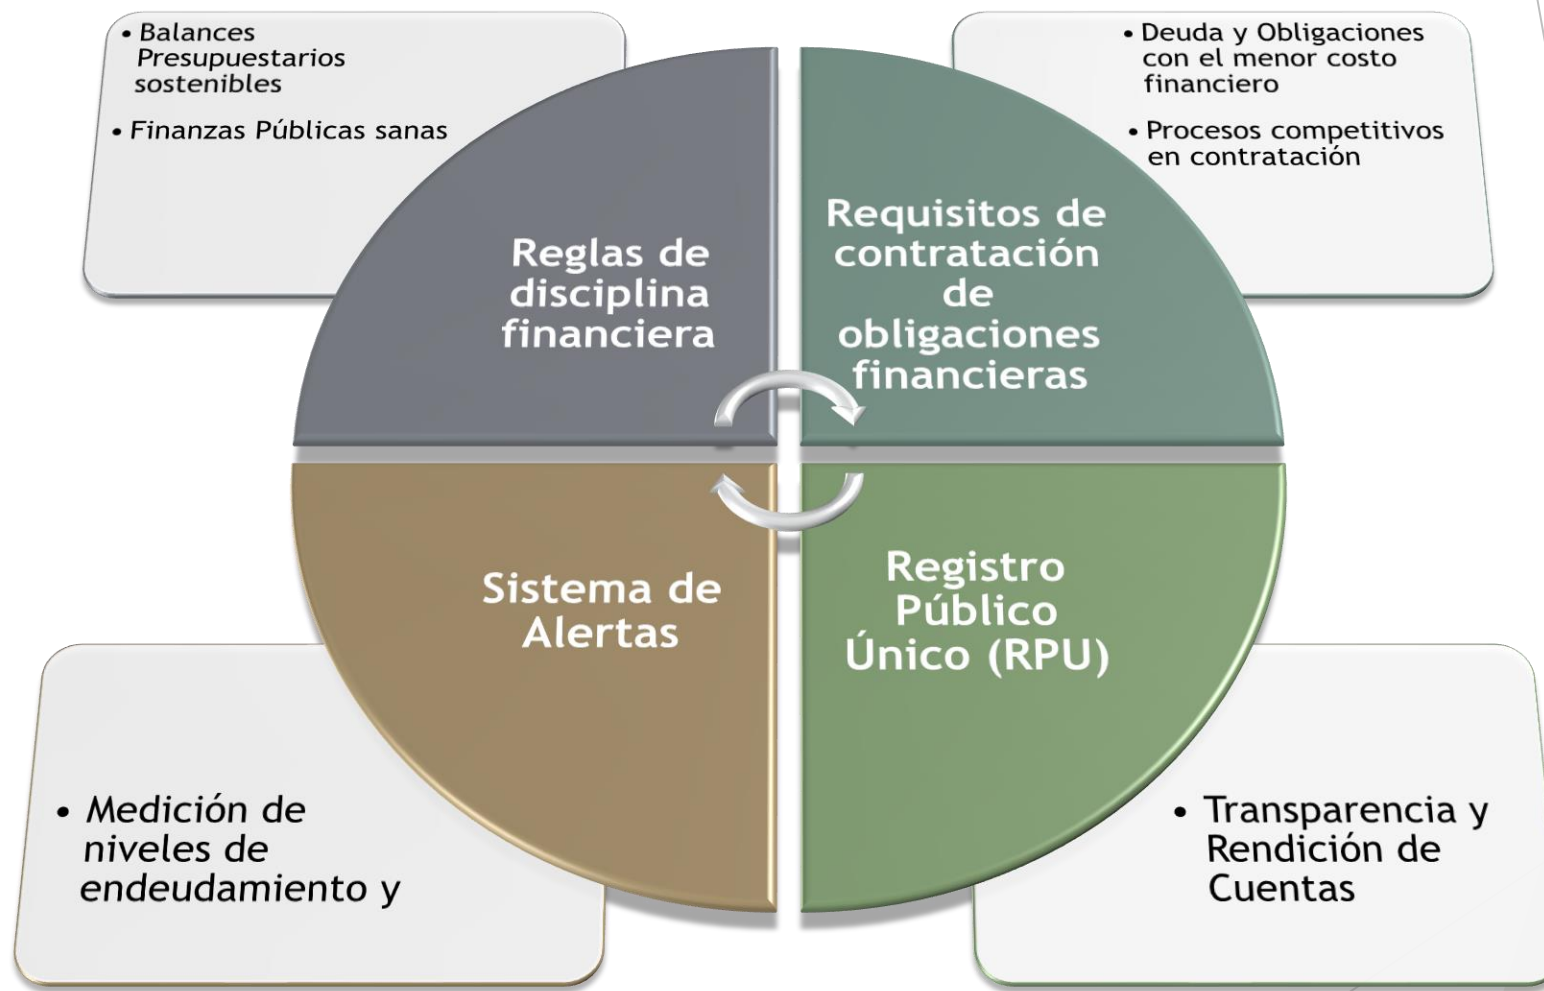 • Balances
Presupuestarios
sostenibles
• Finanzas Públicas sanas
• Deuda y Obligaciones
con el menor costo
financiero
• Procesos competitivos
en contratación
Reglas de
disciplina
financiera
Requisitos de
contratación
de
obligaciones
financieras
Sistema de
Alertas
Registro
Público
Único (RPU)
• Medición de
niveles de
endeudamiento y
• Transparencia y
Rendición de
Cuentas